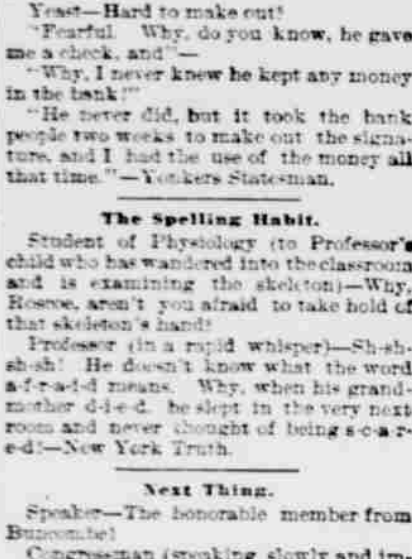 Yeast—Hard to make out?
"Fearful. Why, do you know, he gave
me a check, and"—
"Why, I never knew he kept any money
in the bank!"
"He never did, but it took the bank
people two weeks to make out the signa-
ture, and I had the use of the money all
that time."—Yonkers Statesman.
The Spelling Habit.
Student of Physiology (to Professor's
child who has wandered into the classroom
and is examining the skeleton)—Why,
Roscoe, aren't you afraid to take hold of
that skeleton's hand?
Professor (in a rapid whisper)—Sh-sh-
sh-sh! He doesn't know what the word
a-f-r-a-i-d means. Why, when his grand-
mother d-i-e-d, he slept in the very next
room and never thought of being s-c-a-r-
e-d!—New York Truth.
Next Thing.
Speaker—The honorable member from
Buncombe!
Congressman (speaking slowly and im-